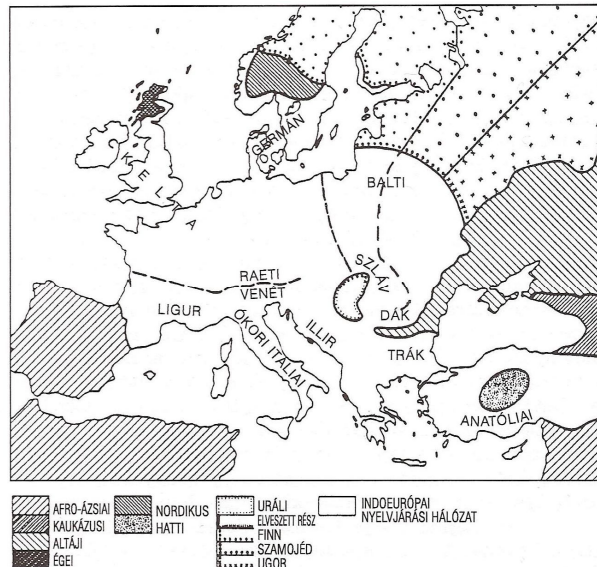 GERMÁN
KELTA
BALTI
SZLÁV
RAETI
VENÉT
LIGUR
ÓKORI ITÁLIAI
ILLIR
DÁK
TRÁK
ANATÓLIAI
AFRO-ÁZSIAI
KAUKÁZUSI
ALTÁJI
ÉGEI
NORDIKUS
HATTI
URÁLI
ELVESZETT RÉSZ
FINN
SZAMOJÉD
UGOR
INDOEURÓPAI
NYELVJÁRÁSI HÁLÓZAT